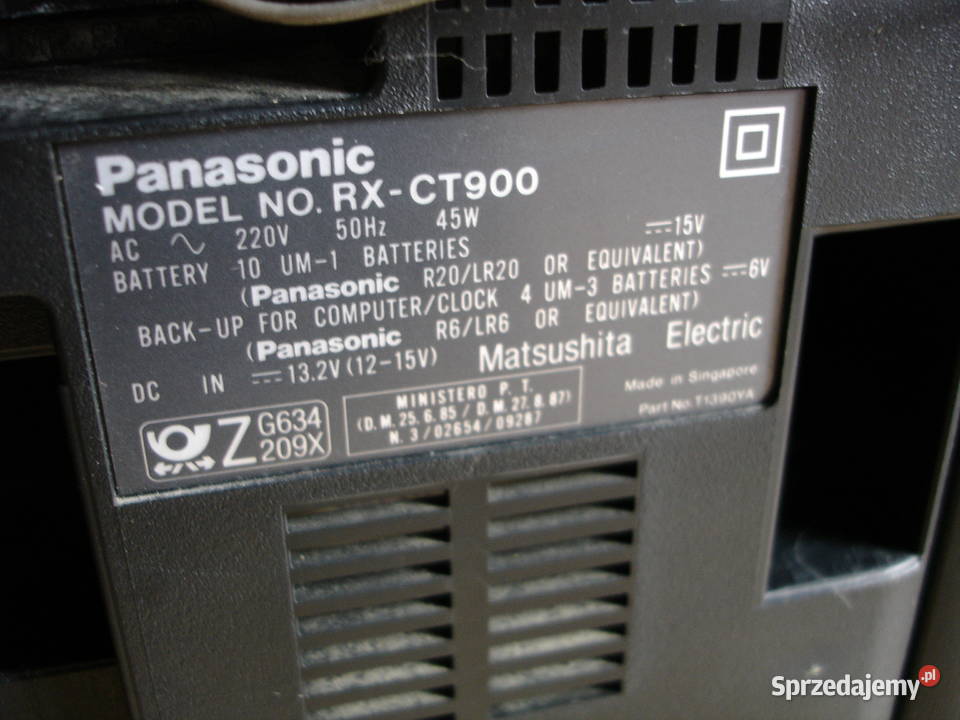 Panasonic
MODEL NO. RX-CT900
AC ~ 220V 50Hz 45W
BATTERY 10 UM-1 BATTERIES ⎓15V
(Panasonic R20/LR20 OR EQUIVALENT)
BACK-UP FOR COMPUTER/CLOCK 4 UM-3 BATTERIES ⎓6V
(Panasonic R6/LR6 OR EQUIVALENT)
DC IN ⎓13.2V (12-15V) Matsushita Electric
Z G634
209X
MINISTERO P. T.
(D.M. 25.6.85 / D.M. 27.8.87)
N. 3/02654/09287
Made in Singapore
Part No. T1390YA
Sprzedajemy.pl